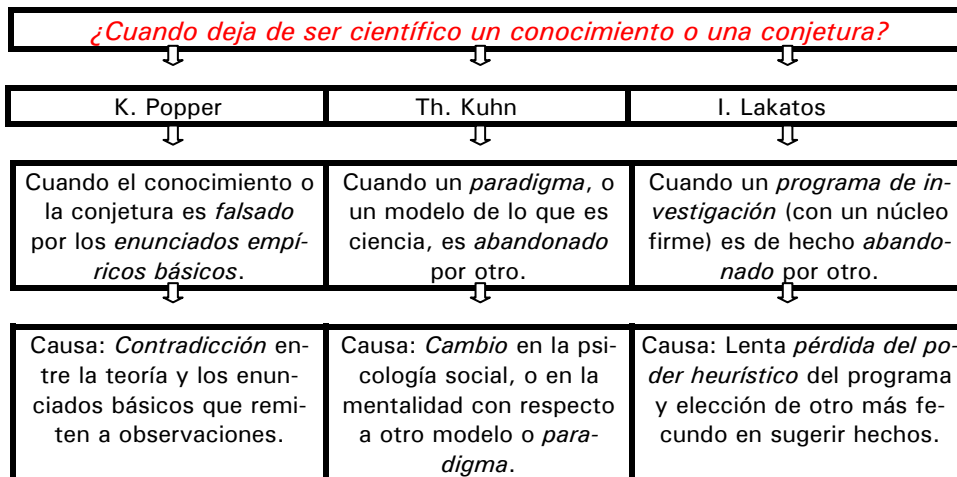 ¿Cuando deja de ser científico un conocimiento o una conjetura?
K. Popper
Th. Kuhn
I. Lakatos
Cuando el conocimiento o
la conjetura es falsado
por los enunciados empí-
ricos básicos.
Cuando un paradigma, o
un modelo de lo que es
ciencia, es abandonado
por otro.
Cuando un programa de in-
vestigación (con un núcleo
firme) es de hecho abando-
nado por otro.
Causa: Contradicción en-
tre la teoría y los enun-
ciados básicos que remi-
ten a observaciones.
Causa: Cambio en la psi-
cología social, o en la
mentalidad con respecto
a otro modelo o para-
digma.
Causa: Lenta pérdida del po-
der heurístico del programa
y elección de otro más fe-
cundo en sugerir hechos.